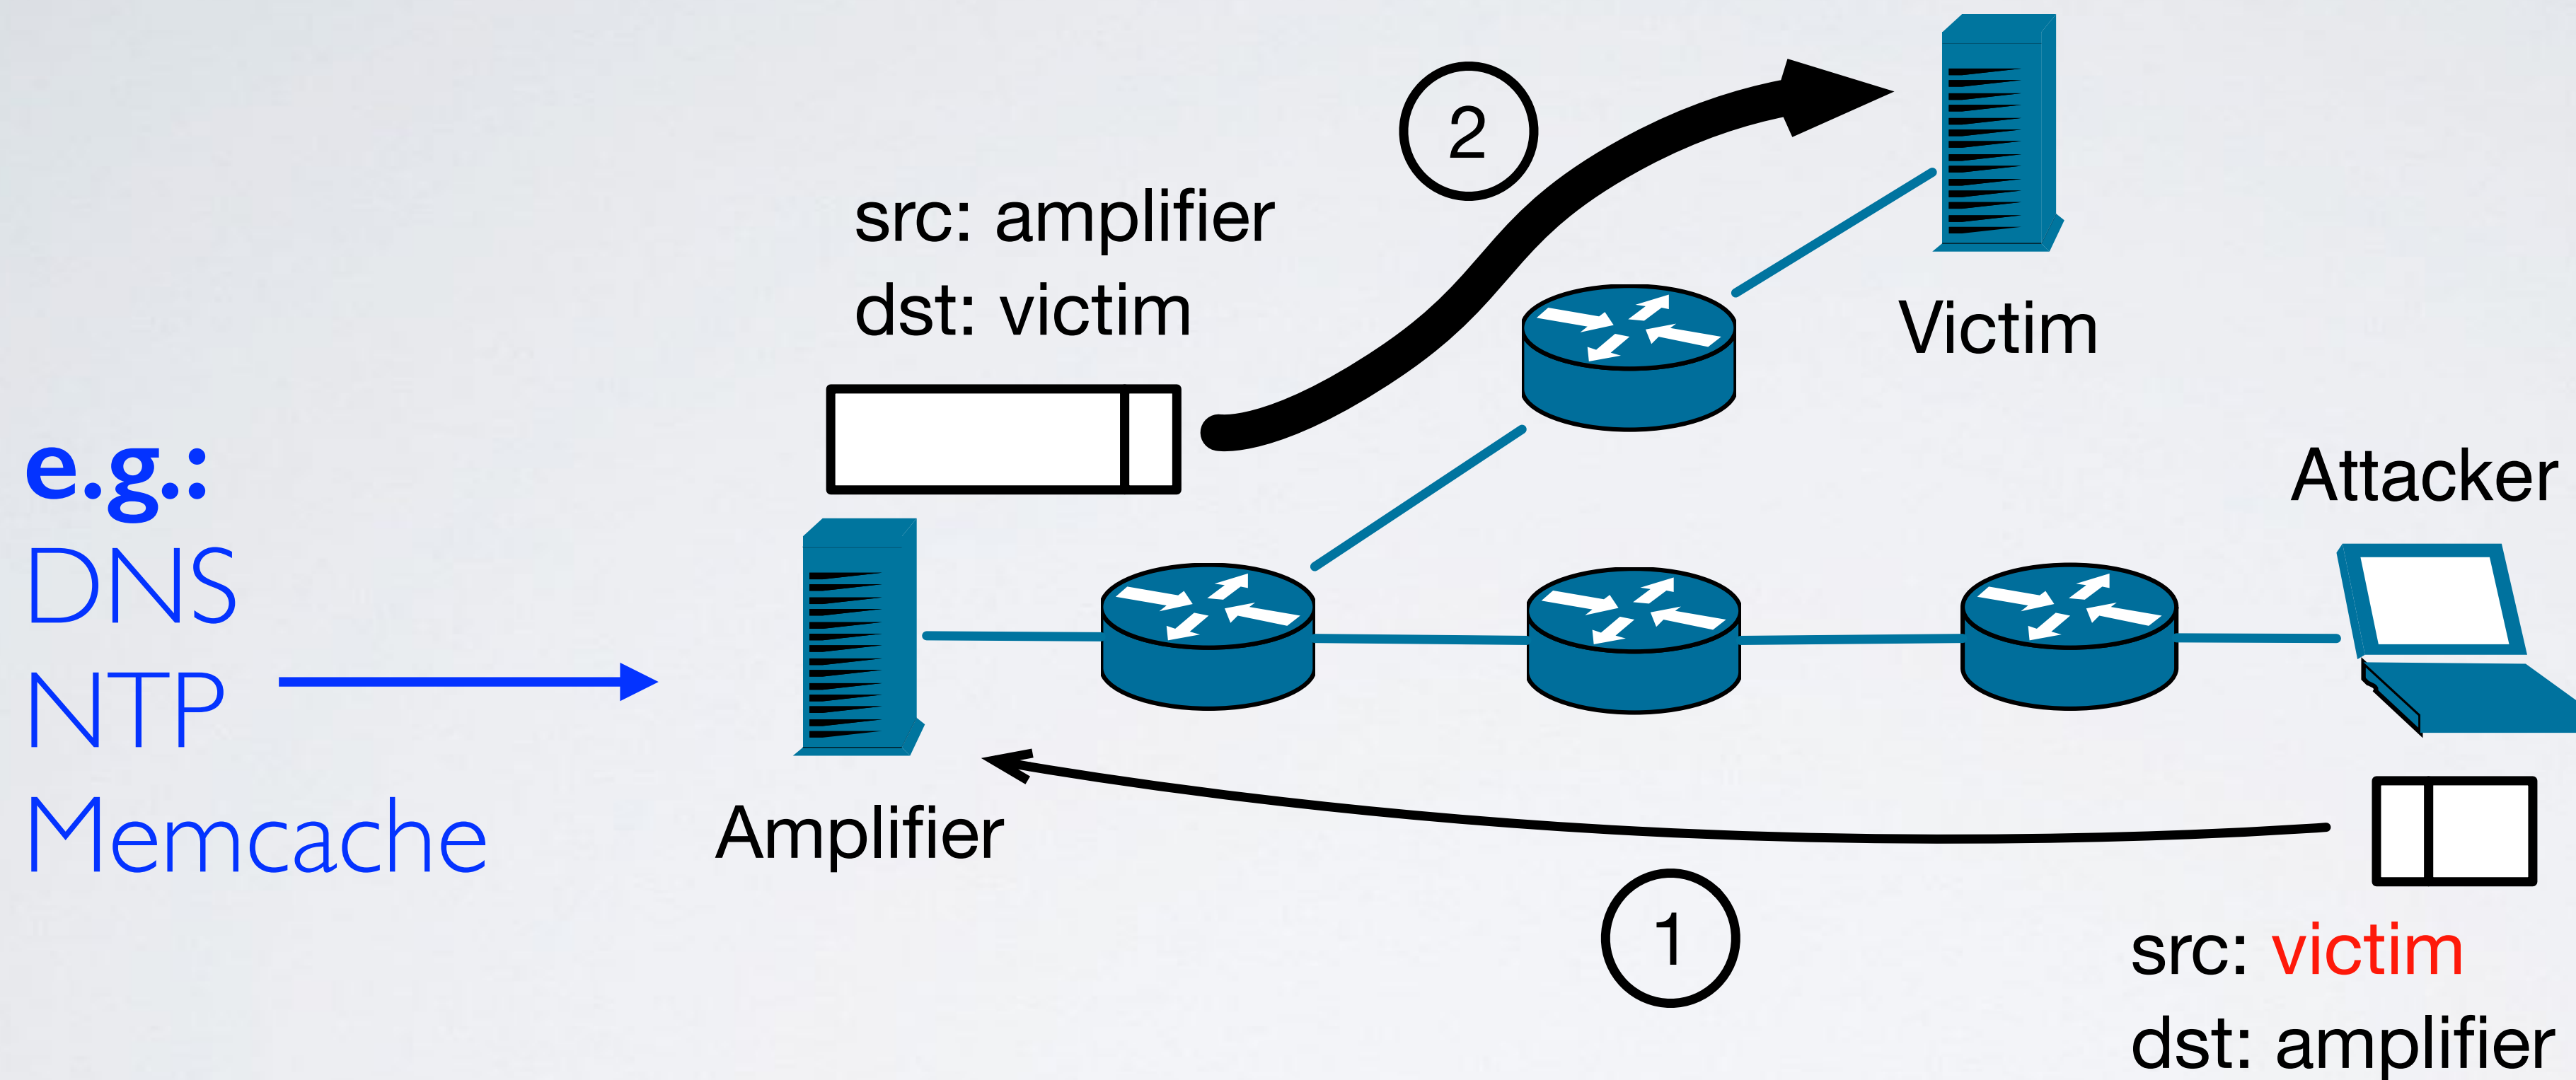 2
src: amplifier
dst: victim
Victim
e.g.:
DNS
NTP
Memcache
Attacker
Amplifier
1
src: victim
dst: amplifier